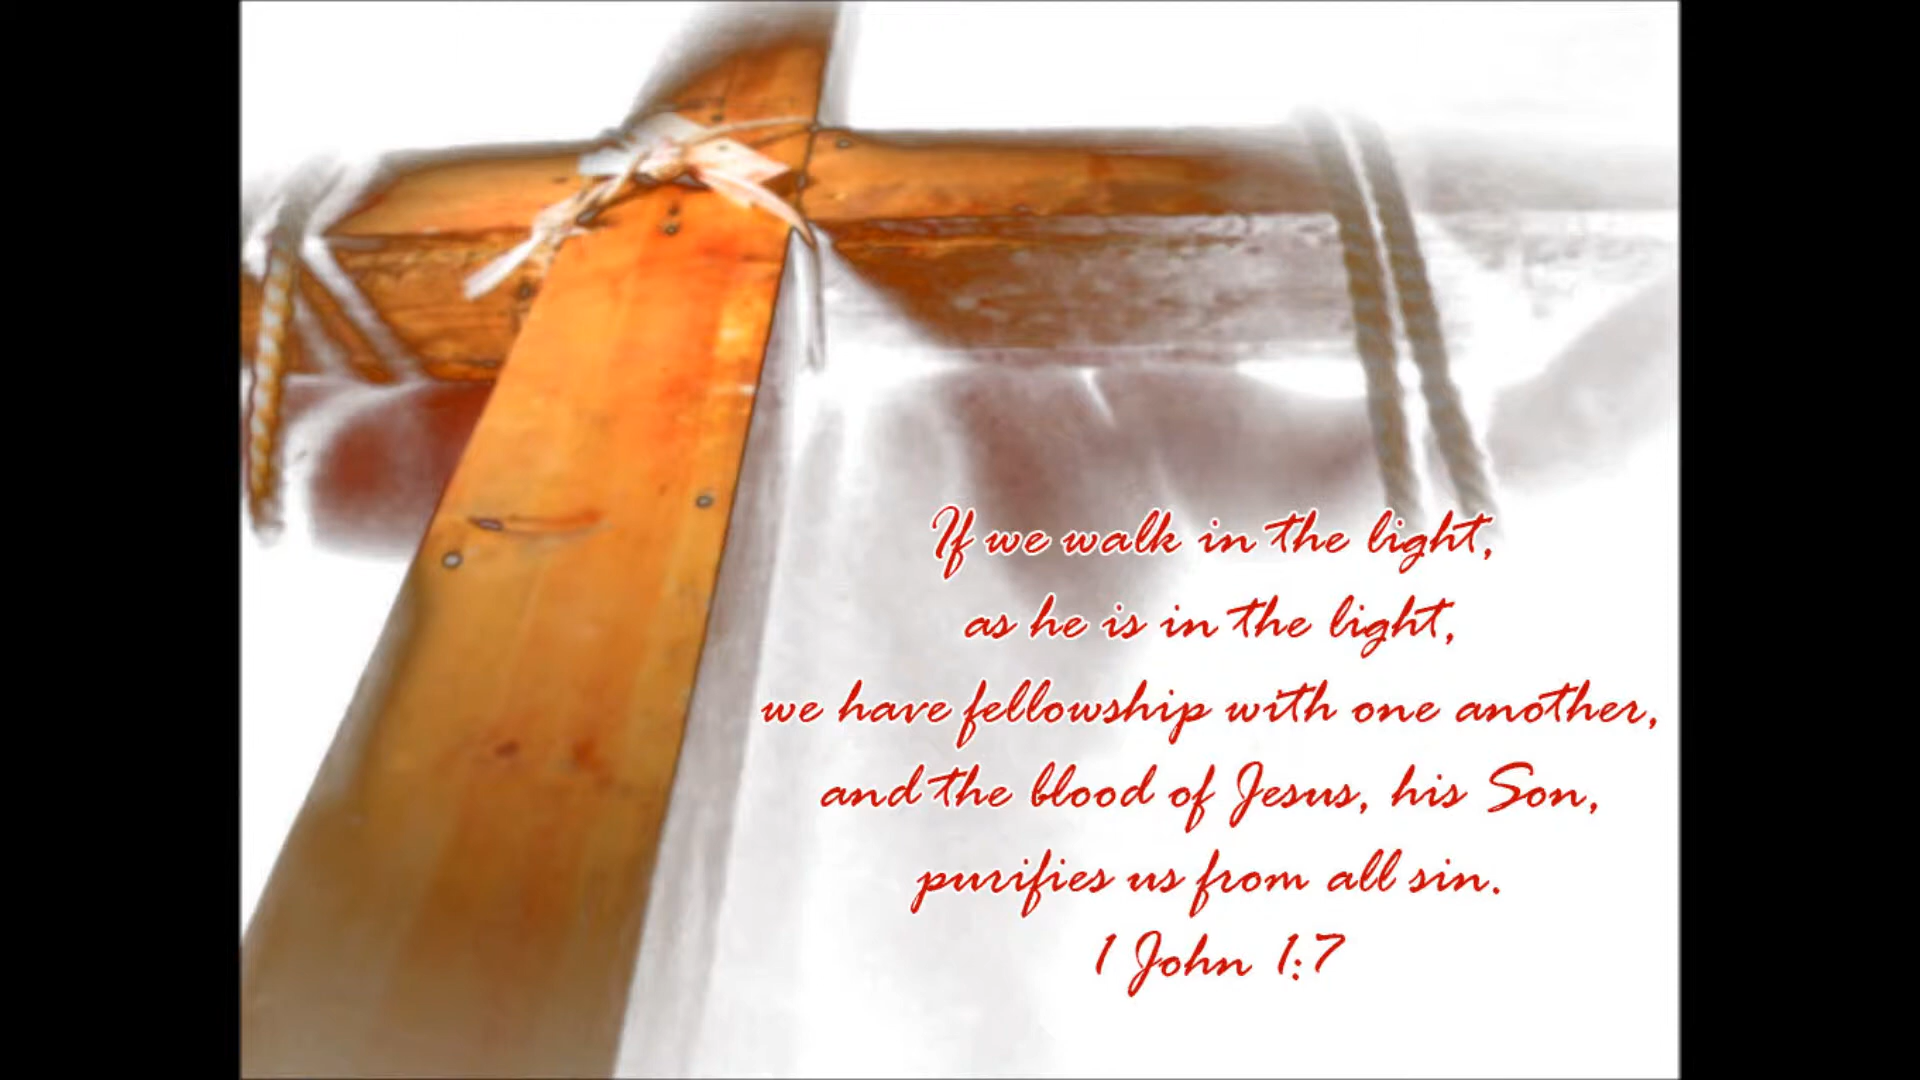 If we walk in the light,
as he is in the light,
we have fellowship with one another,
and the blood of Jesus, his Son,
purifies us from all sin.
1 John 1:7